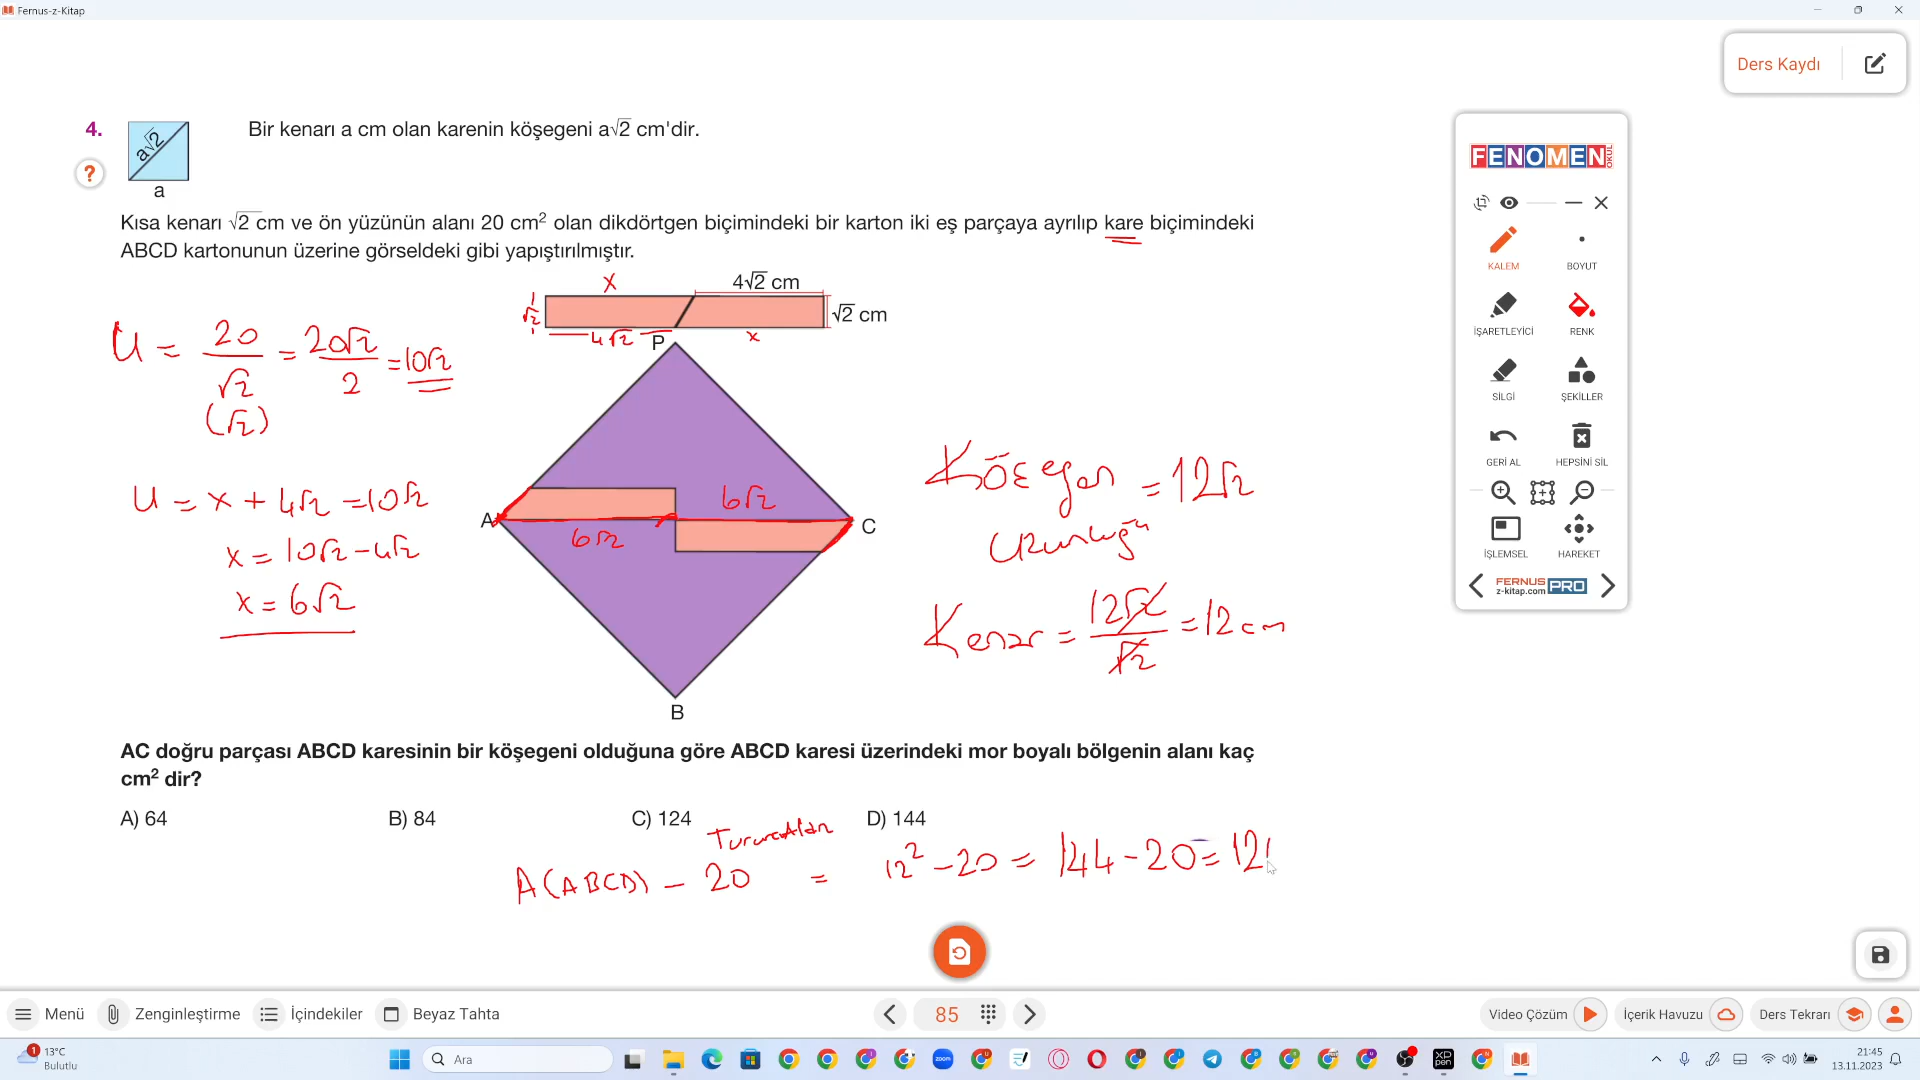 Fernus-z-Kitap
Ders Kaydı
4.
a√2
a
Bir kenarı a cm olan karenin köşegeni a√2 cm'dir.
?
Kısa kenarı √2 cm ve ön yüzünün alanı 20 cm² olan dikdörtgen biçimindeki bir karton iki eş parçaya ayrılıp kare biçimindeki
ABCD kartonunun üzerine görseldeki gibi yapıştırılmıştır.
x
4√2 cm
√2
√2 cm
4√2
x
P
U = 20/√2 = 20√2/2 = 10√2
(√2)
U = x + 4√2 = 10√2
x = 10√2 - 4√2
x = 6√2
A
6√2
6√2
C
B
Köşegen = 12√2
uzunluğu
Kenar = 12√2/√2 = 12 cm
AC doğru parçası ABCD karesinin bir köşegeni olduğuna göre ABCD karesi üzerindeki mor boyalı bölgenin alanı kaç
cm² dir?
A) 64
B) 84
C) 124
D) 144
A(ABCD) - 20 = 12² - 20 = 144 - 20 = 12
FENOMEN OKUL
KALEM
BOYUT
İŞARETLEYİCİ
RENK
SİLGİ
ŞEKİLLER
GERİ AL
HEPSİNİ SİL
İŞLEMSEL
HAREKET
FERNUS PRO
z-kitap.com
Menü
Zenginleştirme
İçindekiler
Beyaz Tahta
85
Video Çözüm
İçerik Havuzu
Ders Tekrarı
1
13°C
Bulutlu
Ara
zoom
XP
pen
21:45
13.11.2023